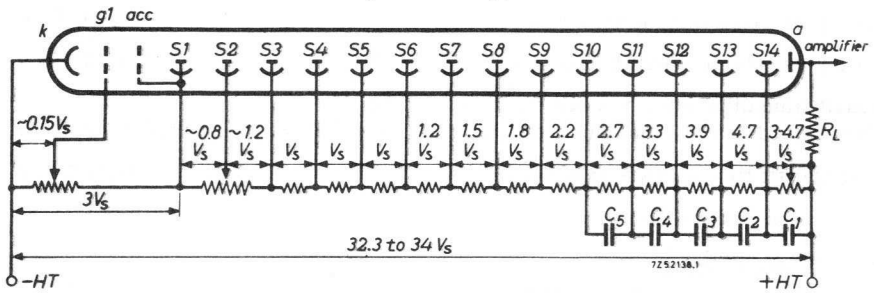 g1 acc
k
S1 S2 S3 S4 S5 S6 S7 S8 S9 S10 S11 S12 S13 S14
a
amplifier
~0.15Vs
~0.8 Vs
~1.2 Vs
Vs
Vs
Vs
1.2 Vs
1.5 Vs
1.8 Vs
2.2 Vs
2.7 Vs
3.3 Vs
3.9 Vs
4.7 Vs
3~4.7 Vs
RL
3Vs
C5 C4 C3 C2 C1
32.3 to 34 Vs
7Z52138.1
-HT
+HT